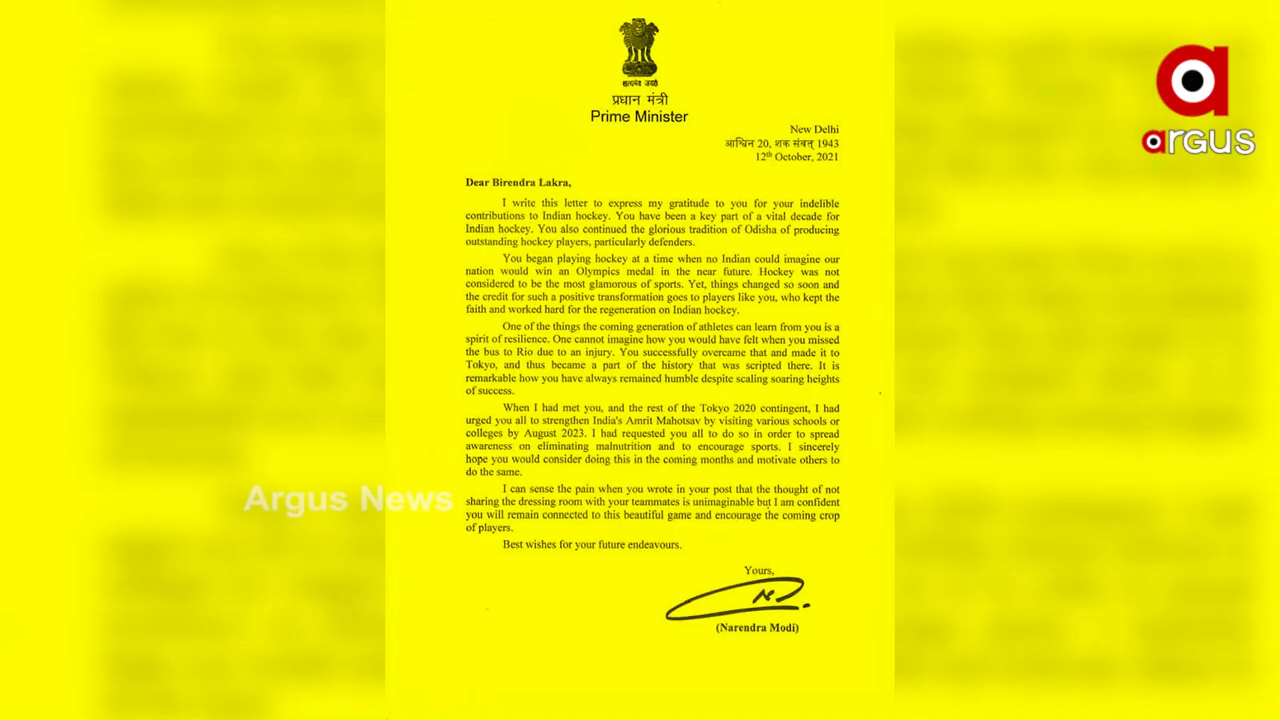 सत्यमेव जयते
प्रधान मंत्री
Prime Minister
New Delhi
आश्विन 20, शक संवत् 1943
12th October, 2021
Dear Birendra Lakra,
I write this letter to express my gratitude to you for your indelible
contributions to Indian hockey. You have been a key part of a vital decade for
Indian hockey. You also continued the glorious tradition of Odisha of producing
outstanding hockey players, particularly defenders.
You began playing hockey at a time when no Indian could imagine our
nation would win an Olympics medal in the near future. Hockey was not
considered to be the most glamorous of sports. Yet, things changed so soon and
the credit for such a positive transformation goes to players like you, who kept the
faith and worked hard for the regeneration on Indian hockey.
One of the things the coming generation of athletes can learn from you is a
spirit of resilience. One cannot imagine how you would have felt when you missed
the bus to Rio due to an injury. You successfully overcame that and made it to
Tokyo, and thus became a part of the history that was scripted there. It is
remarkable how you have always remained humble despite scaling soaring heights
of success.
When I had met you, and the rest of the Tokyo 2020 contingent, I had
urged you all to strengthen India's Amrit Mahotsav by visiting various schools or
colleges by August 2023. I had requested you all to do so in order to spread
awareness on eliminating malnutrition and to encourage sports. I sincerely
hope you would consider doing this in the coming months and motivate others to
do the same.
I can sense the pain when you wrote in your post that the thought of not
sharing the dressing room with your teammates is unimaginable but I am confident
you will remain connected to this beautiful game and encourage the coming crop
of players.
Best wishes for your future endeavours.
Yours,
(Narendra Modi)
argus
Argus News